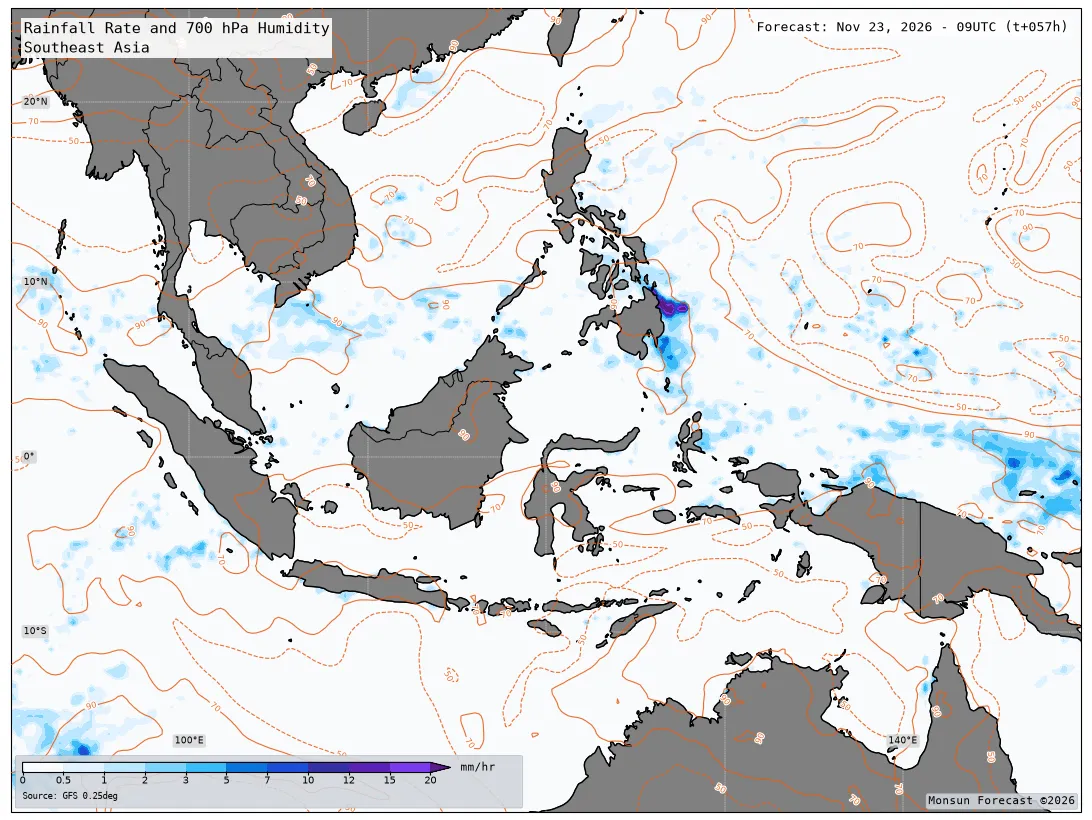 Rainfall Rate and 700 hPa Humidity
Southeast Asia
Forecast: Nov 23, 2026 - 09UTC (t+057h)
20°N
10°N
0°
10°S
100°E
140°E
0 0.5 1 2 3 5 7 10 12 15 20 mm/hr
Source: GFS 0.25deg
Monsun Forecast ©2026